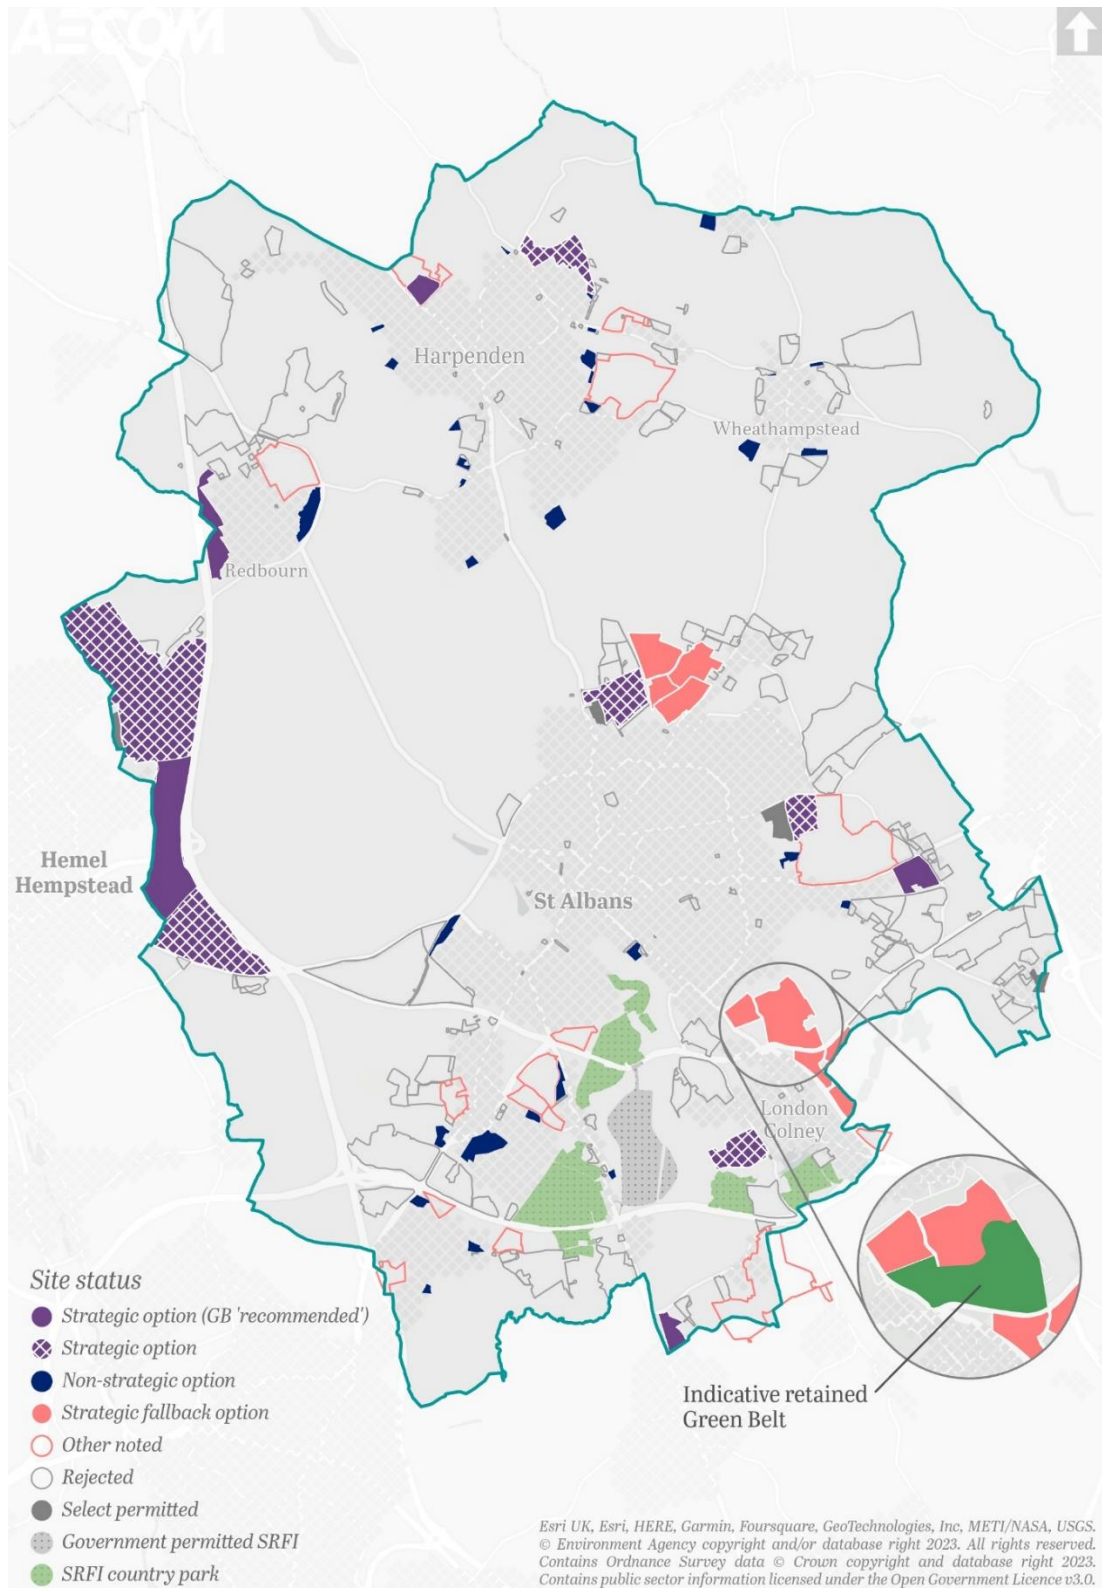 AECOM
Harpenden
Wheathampstead
Redbourn
Hemel
Hempstead
St Albans
London
Colney
Indicative retained
Green Belt
Site status
Strategic option (GB 'recommended')
Strategic option
Non-strategic option
Strategic fallback option
Other noted
Rejected
Select permitted
Government permitted SRFI
SRFI country park
Esri UK, Esri, HERE, Garmin, Foursquare, GeoTechnologies, Inc, METI/NASA, USGS.
© Environment Agency copyright and/or database right 2023. All rights reserved.
Contains Ordnance Survey data © Crown copyright and database right 2023.
Contains public sector information licensed under the Open Government Licence v3.0.